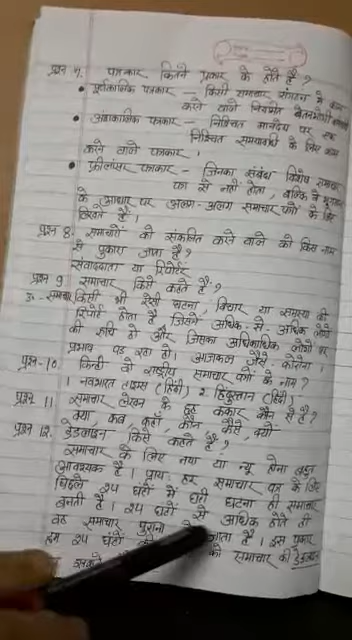 प्रश्न 7. पत्रकार कितने प्रकार के होते हैं?
• पूर्णकालिक पत्रकार – किसी समाचार संगठन में काम
करने वाले नियमित वेतनभोगी
• अंशकालिक पत्रकार – निश्चित मानदेय पर एक
निश्चित समयावधि के लिए काम
करने वाले पत्रकार।
• फ्रीलांसर पत्रकार – जिनका संबंध विशेष समाचार
पत्र से नहीं होता, बल्कि वे भुगतान
के आधार पर अलग-अलग समाचार पत्रों के लिए
लिखते हैं।
प्रश्न 8. समाचारों को संकलित करने वाले को किस नाम
से पुकारा जाता है?
संवाददाता या रिपोर्टर
प्रश्न 9 समाचार किसे कहते हैं?
उ.- समाचार किसी भी ऐसी घटना, विचार या समस्या की
रिपोर्ट होता है जिसमें अधिक-से-अधिक लोगों
की रुचि हो और जिसका अधिकाधिक लोगों पर
प्रभाव पड़ रहा हो। आजकल जैसे, कोरोना।
प्रश्न-10. किन्हीं दो राष्ट्रीय समाचार पत्रों के नाम?
1. नवभारत टाइम्स (हिंदी) 2. हिंदुस्तान (हिंदी)
प्रश्न 11 समाचार लेखन के छह ककार कौन से हैं?
क्या, कब, कहाँ, कौन, कैसे, क्यों
प्रश्न 12. डेडलाइन किसे कहते हैं?
समाचार के लिए नया या न्यू होना बहुत
आवश्यक है। प्रायः हर समाचार पत्र के लिए
पिछले 24 घंटों में घटी घटना ही समाचार
बनती है। 24 घंटों से अधिक होते ही
वह समाचार पुराना जाता है। इस प्रकार
हम 24 घंटों की
को समाचार की डेडलाइन